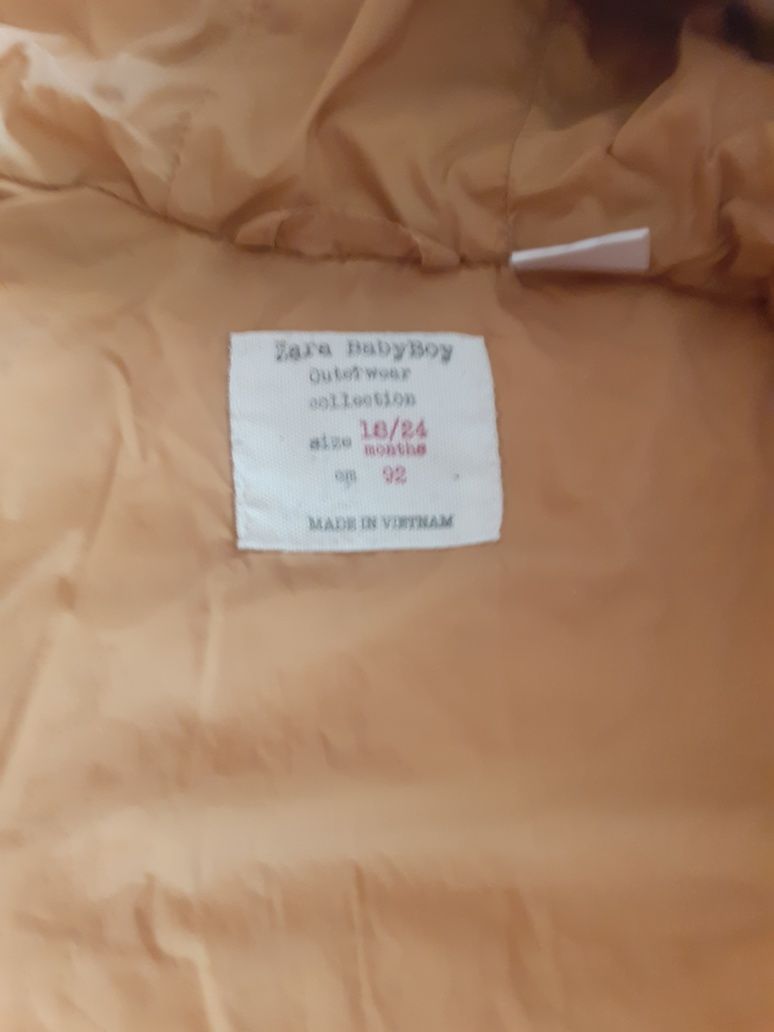 Zara BabyBoy
Outerwear
collection
size 18/24
months
cm 92
MADE IN VIETNAM